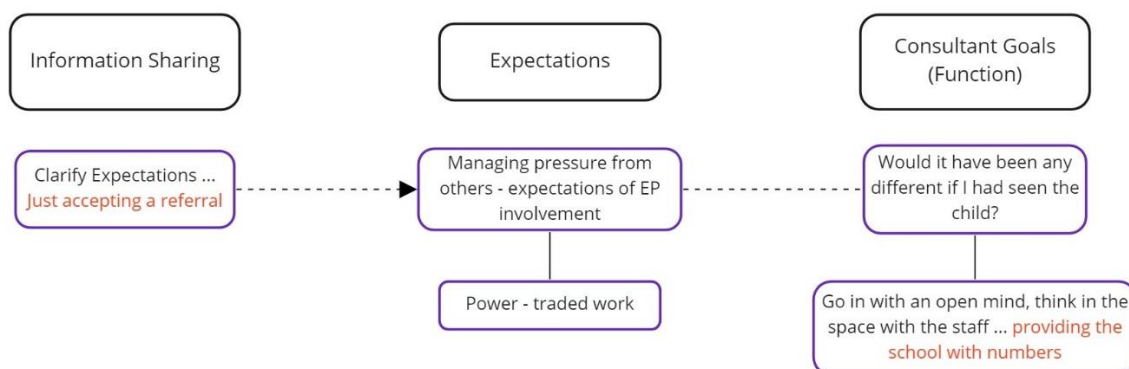 Information Sharing
Expectations
Consultant Goals
(Function)
Clarify Expectations ...
Just accepting a referral
Managing pressure from
others - expectations of EP
involvement
Would it have been any
different if I had seen the
child?
Power - traded work
Go in with an open mind, think in the
space with the staff ... providing the
school with numbers